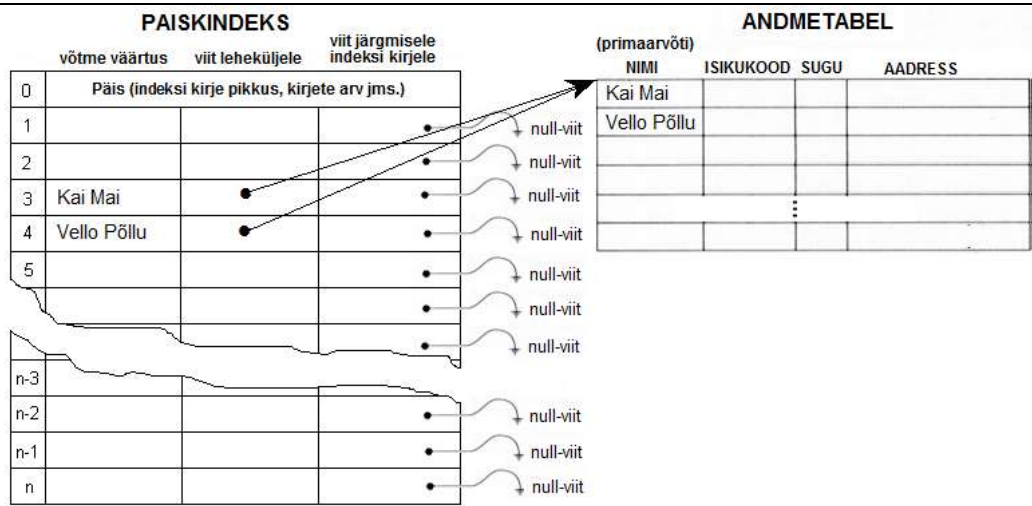 PAISKINDEKS
võtme väärtus viit leheküljele viit järgmisele indeksi kirjele
0 Päis (indeksi kirje pikkus, kirjete arv jms.)
1 null-viit
2 null-viit
3 Kai Mai null-viit
4 Vello Põllu null-viit
5 null-viit
null-viit
null-viit
n-3
n-2 null-viit
n-1 null-viit
n null-viit
ANDMETABEL
(primaarvõti)
NIMI ISIKUKOOD SUGU AADRESS
Kai Mai
Vello Põllu